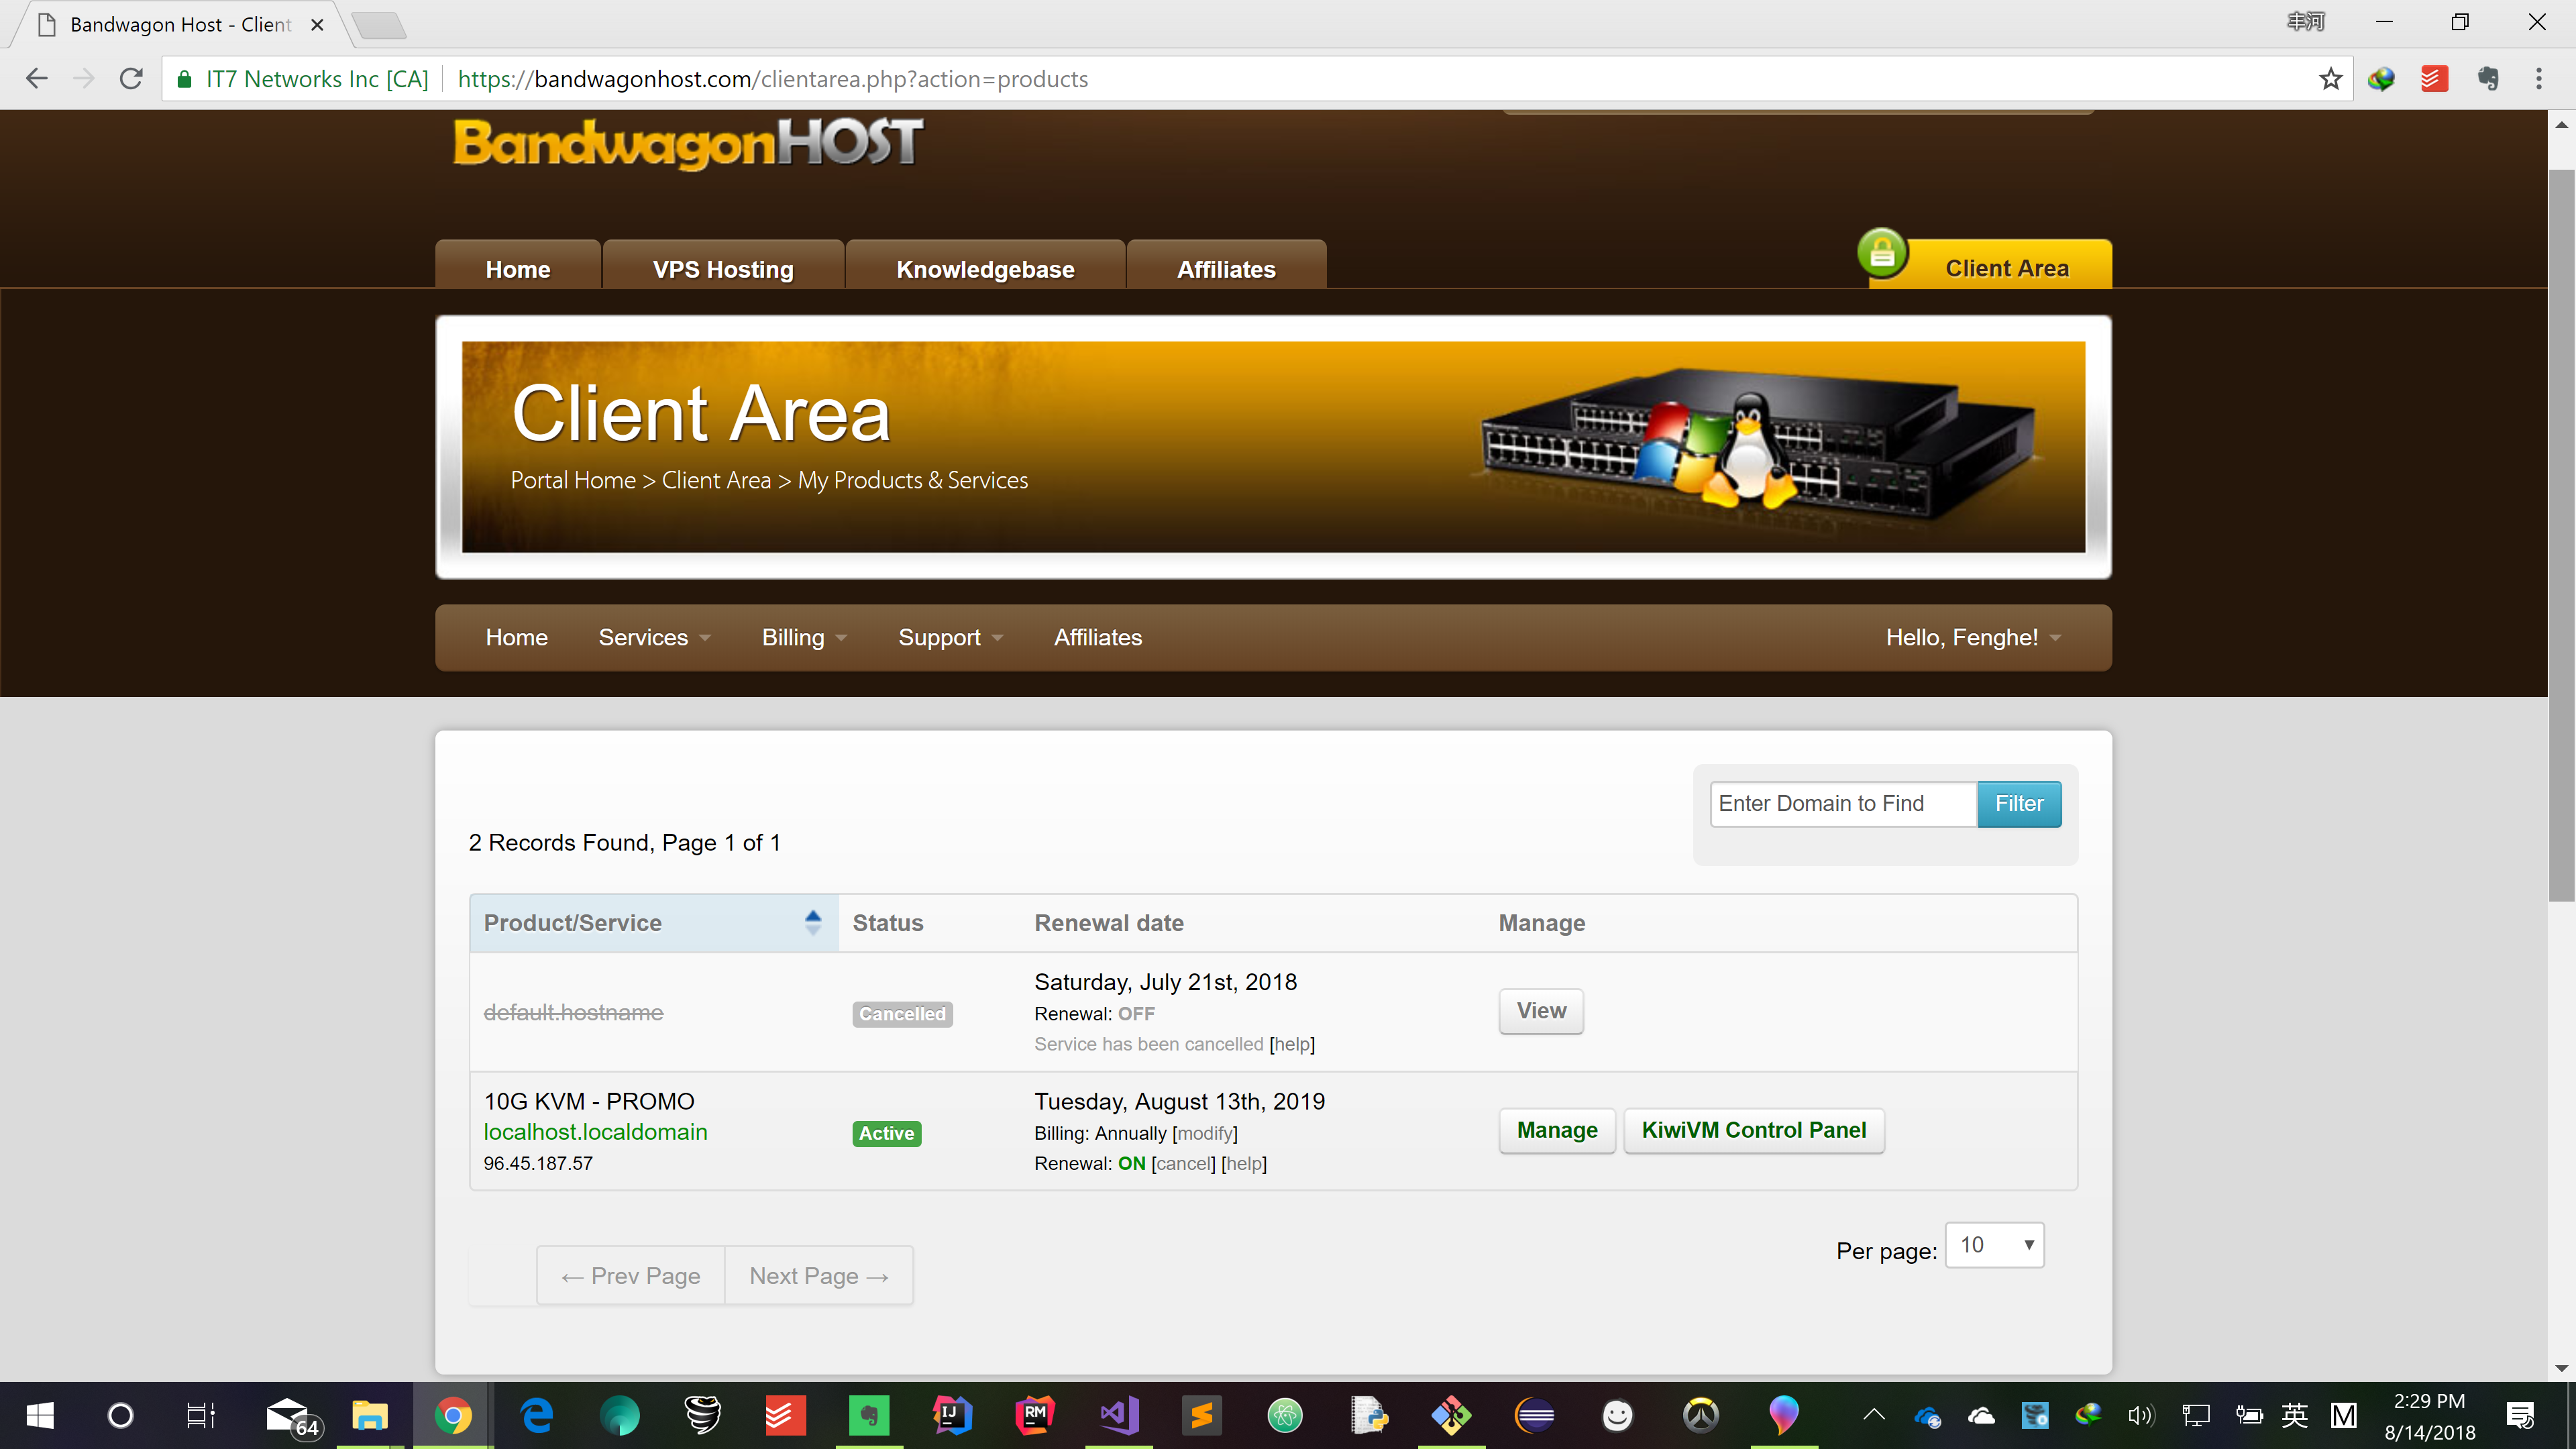 Bandwagon Host - Client
丰河
IT7 Networks Inc [CA]
https://bandwagonhost.com/clientarea.php?action=products
BandwagonHOST
Home
VPS Hosting
Knowledgebase
Affiliates
Client Area
Client Area
Portal Home > Client Area > My Products & Services
Home
Services
Billing
Support
Affiliates
Hello, Fenghe!
Enter Domain to Find
Filter
2 Records Found, Page 1 of 1
Product/Service
Status
Renewal date
Manage
default.hostname
Cancelled
Saturday, July 21st, 2018
Renewal: OFF
Service has been cancelled [help]
View
10G KVM - PROMO
localhost.localdomain
96.45.187.57
Active
Tuesday, August 13th, 2019
Billing: Annually [modify]
Renewal: ON [cancel] [help]
Manage
KiwiVM Control Panel
Per page:
10
← Prev Page
Next Page →
64
IJ
RM
英
M
2:29 PM
8/14/2018